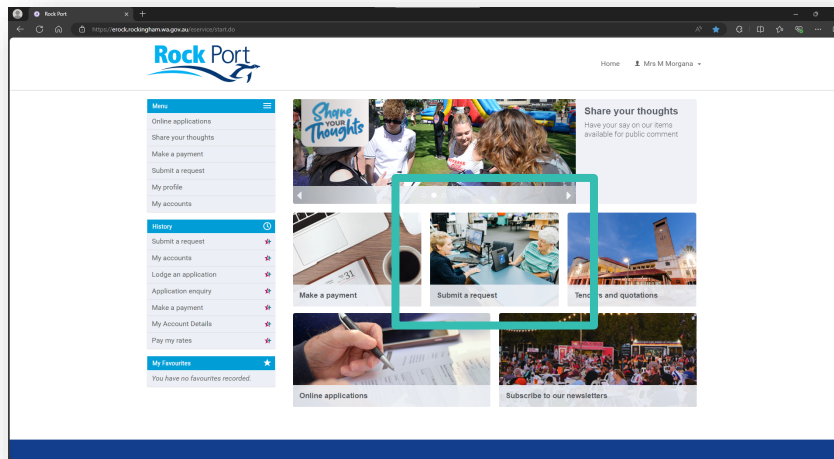 Rock Port
https://erock.rockingham.wa.gov.au/eservice/start.do
Rock Port
Home
Mrs M Morgana
Menu
Online applications
Share your thoughts
Make a payment
Submit a request
My profile
My accounts
History
Submit a request
My accounts
Lodge an application
Application enquiry
Make a payment
My Account Details
Pay my rates
My Favourites
You have no favourites recorded.
Share
YOUR
Thoughts
Share your thoughts
Have your say on our items
available for public comment
31
Make a payment
Submit a request
Tenders and quotations
Online applications
Subscribe to our newsletters